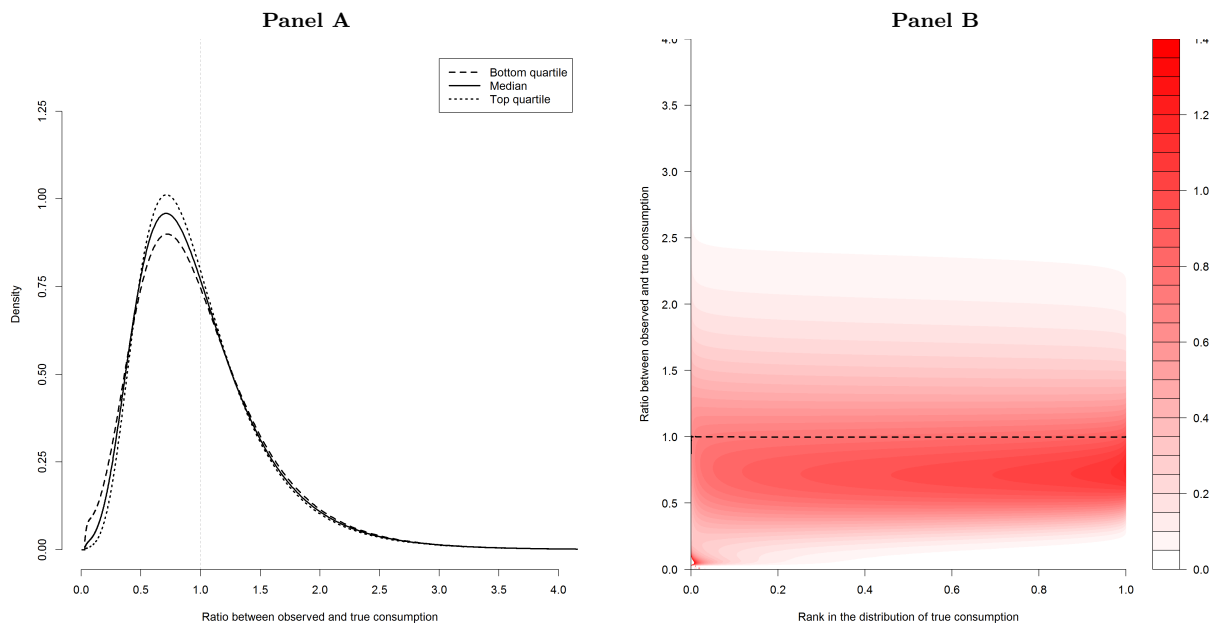 Panel A
Bottom quartile
Median
Top quartile
Density
1.25
1.00
0.75
0.50
0.25
0.00
0.0 0.5 1.0 1.5 2.0 2.5 3.0 3.5 4.0
Ratio between observed and true consumption
Panel B
Ratio between observed and true consumption
4.0
3.5
3.0
2.5
2.0
1.5
1.0
0.5
0.0
0.0 0.2 0.4 0.6 0.8 1.0
Rank in the distribution of true consumption
1.4
1.2
1.0
0.8
0.6
0.4
0.2
0.0